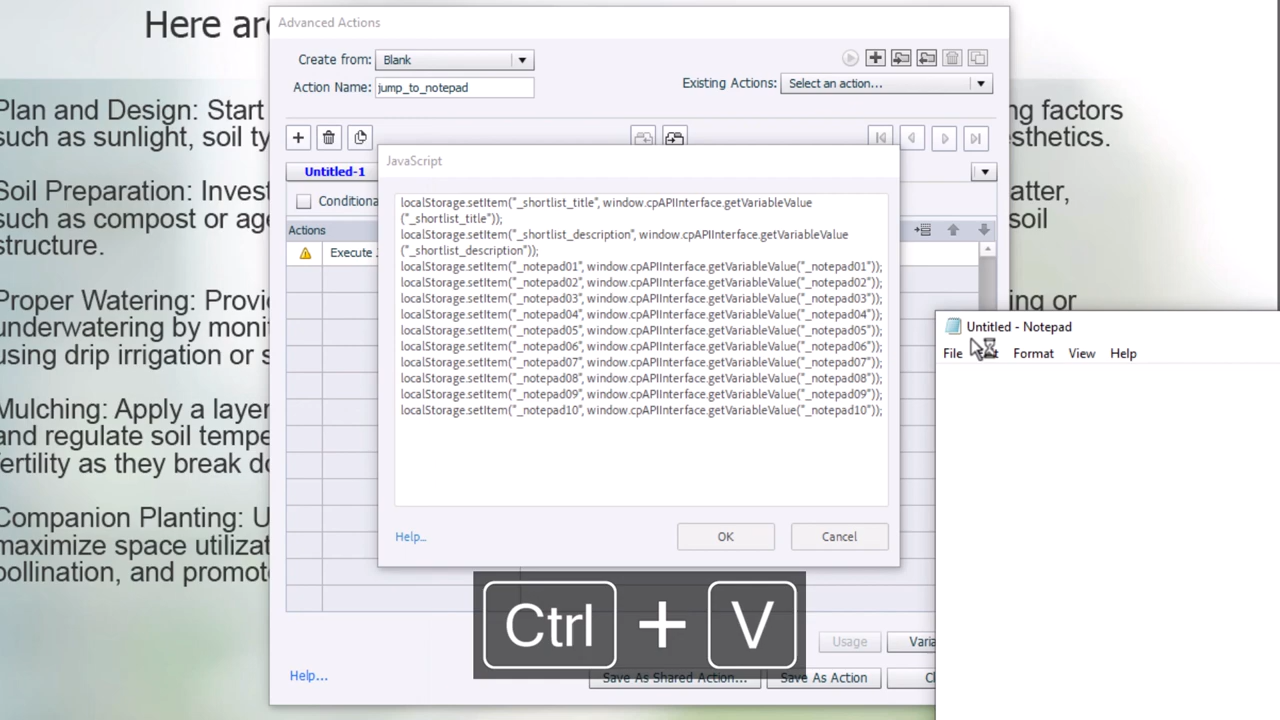 Here are
Plan and Design: Start
such as sunlight, soil ty
ng factors
sthetics.
Soil Preparation: Invest
such as compost or age
structure.
atter,
soil
Proper Watering: Provid
underwatering by monit
using drip irrigation or s
ing or
Mulching: Apply a layer
and regulate soil tempe
fertility as they break do
Companion Planting: U
maximize space utilizat
pollination, and promote
Advanced Actions
Create from: Blank
Action Name: jump_to_notepad
Existing Actions: Select an action...
Untitled-1
Conditiona
Actions
Execute
JavaScript
localStorage.setItem("_shortlist_title", window.cpAPIInterface.getVariableValue
("_shortlist_title"));
localStorage.setItem("_shortlist_description", window.cpAPIInterface.getVariableValue
("_shortlist_description"));
localStorage.setItem("_notepad01", window.cpAPIInterface.getVariableValue("_notepad01"));
localStorage.setItem("_notepad02", window.cpAPIInterface.getVariableValue("_notepad02"));
localStorage.setItem("_notepad03", window.cpAPIInterface.getVariableValue("_notepad03"));
localStorage.setItem("_notepad04", window.cpAPIInterface.getVariableValue("_notepad04"));
localStorage.setItem("_notepad05", window.cpAPIInterface.getVariableValue("_notepad05"));
localStorage.setItem("_notepad06", window.cpAPIInterface.getVariableValue("_notepad06"));
localStorage.setItem("_notepad07", window.cpAPIInterface.getVariableValue("_notepad07"));
localStorage.setItem("_notepad08", window.cpAPIInterface.getVariableValue("_notepad08"));
localStorage.setItem("_notepad09", window.cpAPIInterface.getVariableValue("_notepad09"));
localStorage.setItem("_notepad10", window.cpAPIInterface.getVariableValue("_notepad10"));
Help...
OK
Cancel
Untitled - Notepad
File
Format View Help
Ctrl + V
Usage
Varia
Help...
Save As Shared Action...
Save As Action
Cl